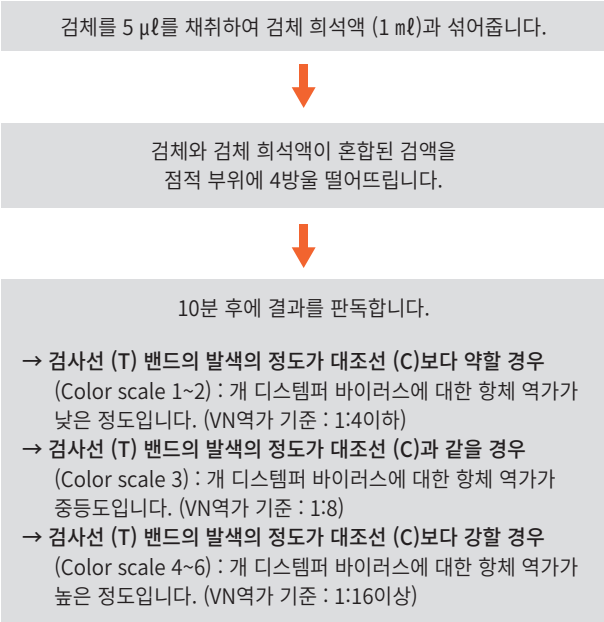 검체를 5 µℓ를 채취하여 검체 희석액 (1 ㎖)과 섞어줍니다.
검체와 검체 희석액이 혼합된 검액을
점적 부위에 4방울 떨어뜨립니다.
10분 후에 결과를 판독합니다.
→ 검사선 (T) 밴드의 발색의 정도가 대조선 (C)보다 약할 경우
(Color scale 1~2) : 개 디스템퍼 바이러스에 대한 항체 역가가
낮은 정도입니다. (VN역가 기준 : 1:4이하)
→ 검사선 (T) 밴드의 발색의 정도가 대조선 (C)과 같을 경우
(Color scale 3) : 개 디스템퍼 바이러스에 대한 항체 역가가
중등도입니다. (VN역가 기준 : 1:8)
→ 검사선 (T) 밴드의 발색의 정도가 대조선 (C)보다 강할 경우
(Color scale 4~6) : 개 디스템퍼 바이러스에 대한 항체 역가가
높은 정도입니다. (VN역가 기준 : 1:16이상)